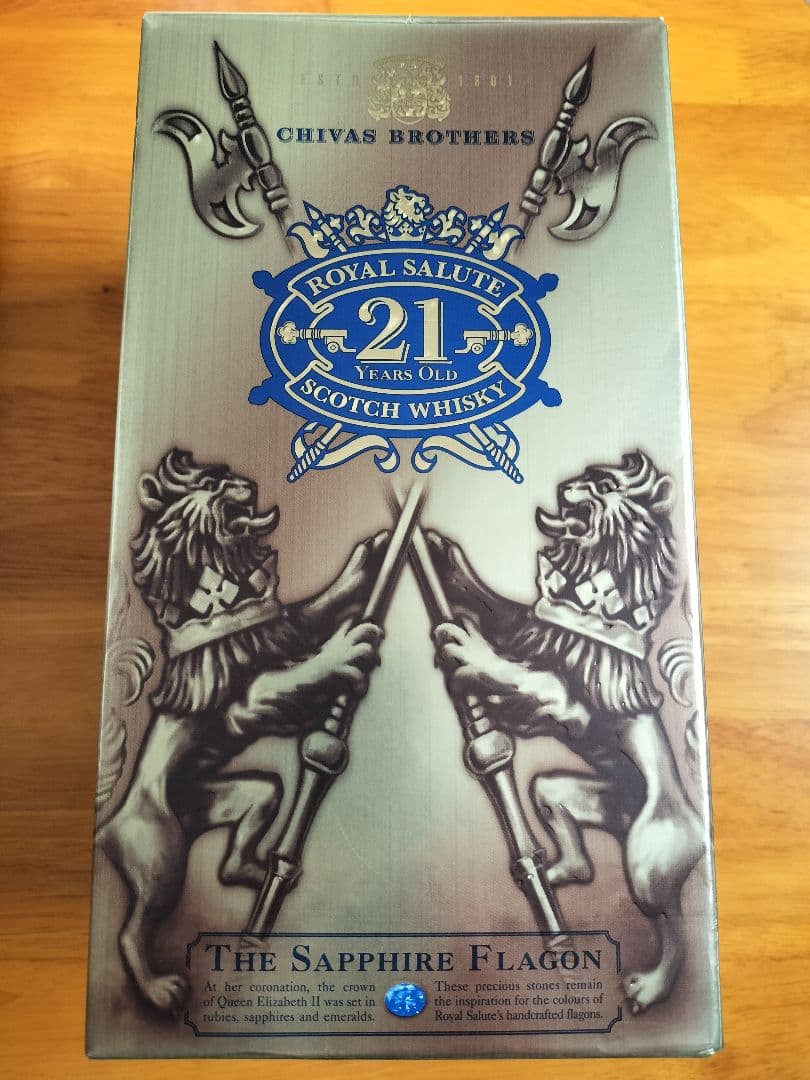 ESTD 1801
CHIVAS BROTHERS
ROYAL SALUTE
21
YEARS OLD
SCOTCH WHISKY
THE SAPPHIRE FLAGON
At her coronation, the crown
of Queen Elizabeth II was set in
rubies, sapphires and emeralds.
These precious stones remain
the inspiration for the colours of
Royal Salute's handcrafted flagons.